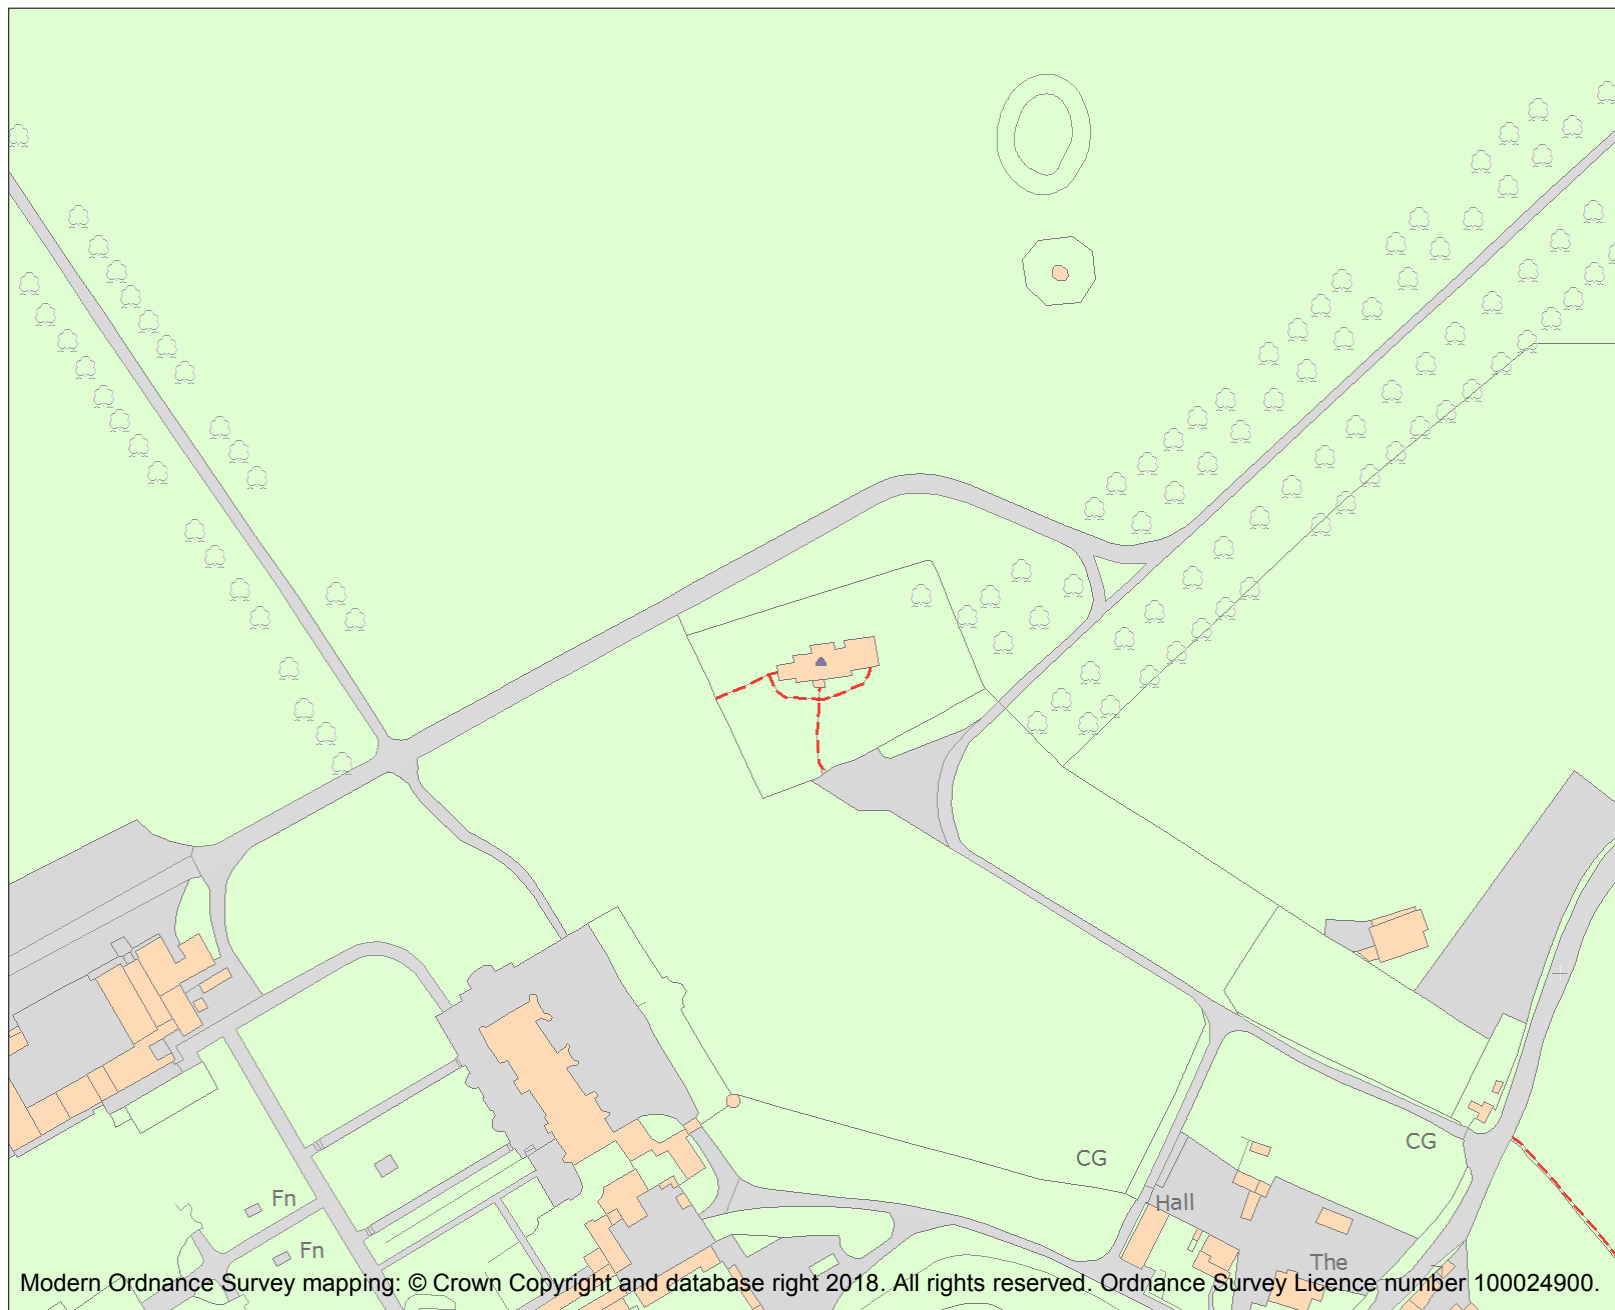 CG
CG
Hall
Fn
Fn
The
Modern Ordnance Survey mapping: © Crown Copyright and database right 2018. All rights reserved. Ordnance Survey Licence number 100024900.